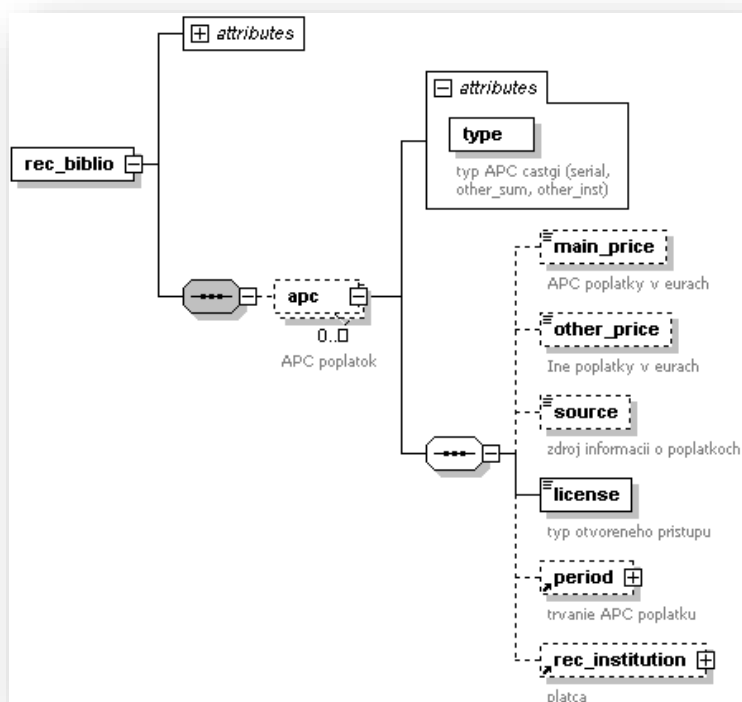 attributes
attributes
type
typ APC castgi (serial,
other_sum, other_inst)
rec_biblio
apc
0..
APC poplatok
main_price
APC poplatky v eurach
other_price
Ine poplatky v eurach
source
zdroj informacii o poplatkoch
license
typ otvoreneho pristupu
period
trvanie APC poplatku
rec_institution
platca